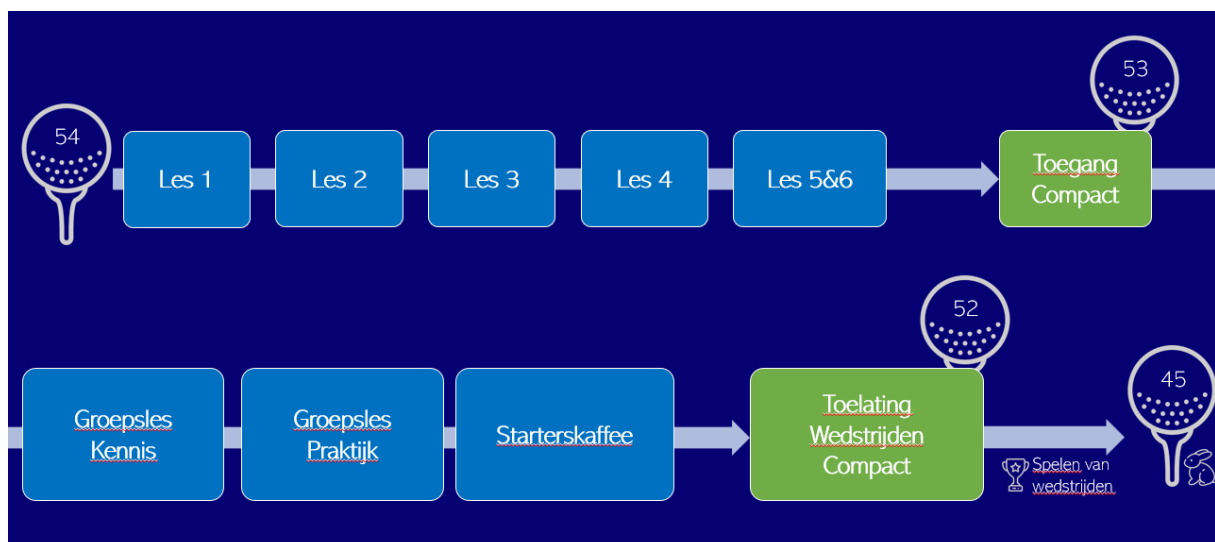 53
54
Les 1
Les 2
Les 3
Les 4
Les 5&6
Toegang
Compact
52
45
Groepsles
Kennis
Groepsles
Praktijk
Starterskaffee
Toelating
Wedstrijden
Compact
Spelen van
wedstrijden